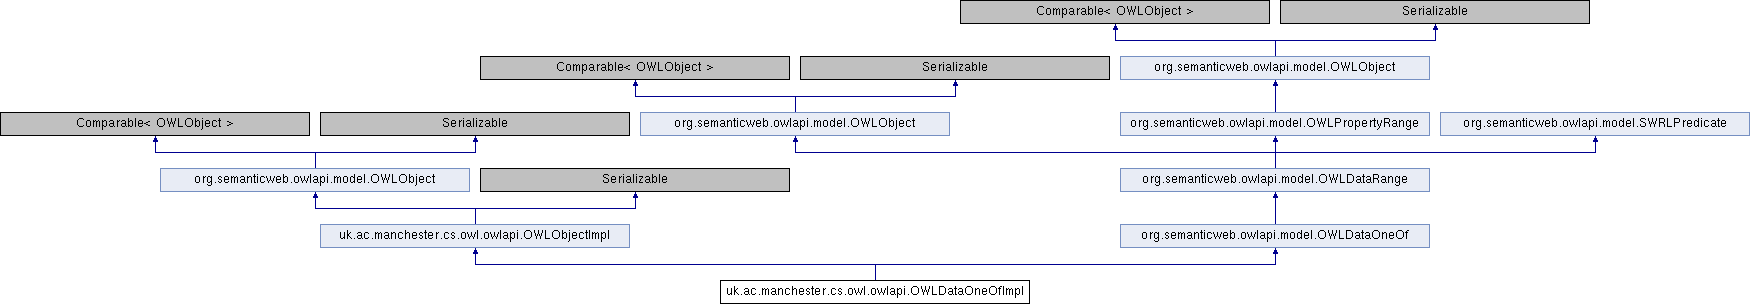 Comparable< OWLObject >
Serializable
Comparable< OWLObject >
Serializable
org.semanticweb.owlapi.model.OWLObject
Comparable< OWLObject >
Serializable
org.semanticweb.owlapi.model.OWLObject
org.semanticweb.owlapi.model.OWLPropertyRange
org.semanticweb.owlapi.model.SWRLPredicate
org.semanticweb.owlapi.model.OWLObject
Serializable
org.semanticweb.owlapi.model.OWLDataRange
uk.ac.manchester.cs.owl.owlapi.OWLObjectImpl
org.semanticweb.owlapi.model.OWLDataOneOf
uk.ac.manchester.cs.owl.owlapi.OWLDataOneOfImpl